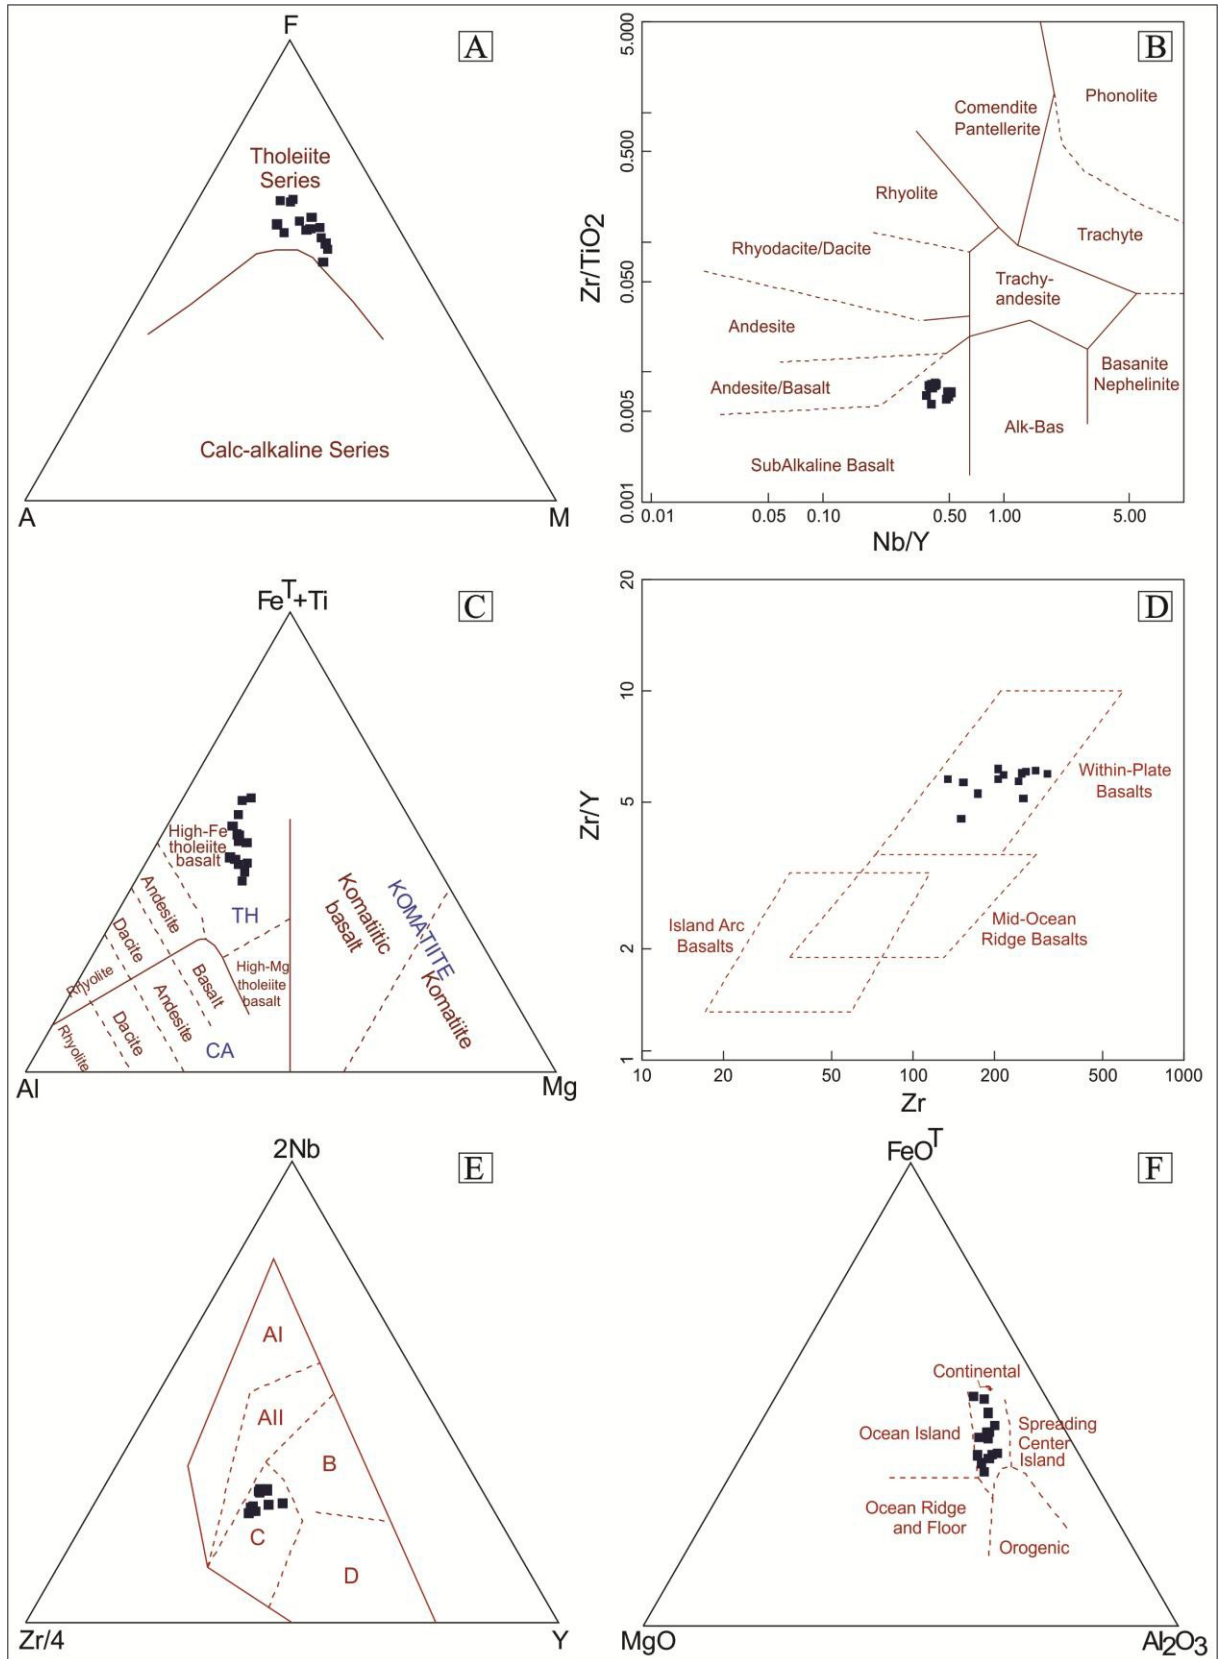 F
A
Tholeiite
Series
Calc-alkaline Series
A
M
B
5.000
0.500
0.050
0.005
0.001
Zr/TiO2
Phonolite
Comendite
Pantellerite
Rhyolite
Trachyte
Rhyodacite/Dacite
Trachy-
andesite
Andesite
Basanite
Nephelinite
Andesite/Basalt
Alk-Bas
SubAlkaline Basalt
0.01
0.05
0.10
0.50
1.00
5.00
Nb/Y
Fe^T+Ti
C
High-Fe
tholeiite
basalt
TH
Andesite
Dacite
Rhyolite
Basalt
Andesite
Dacite
Rhyolite
CA
High-Mg
tholeiite
basalt
Komatiitic
basalt
KOMATIITE
Komatiite
Al
Mg
D
20
10
5
2
1
Zr/Y
Within-Plate
Basalts
Island Arc
Basalts
Mid-Ocean
Ridge Basalts
10
20
50
100
200
500
1000
Zr
2Nb
E
AI
AII
B
C
D
Zr/4
Y
FeO^T
F
Continental
Ocean Island
Spreading
Center
Island
Ocean Ridge
and Floor
Orogenic
MgO
Al2O3